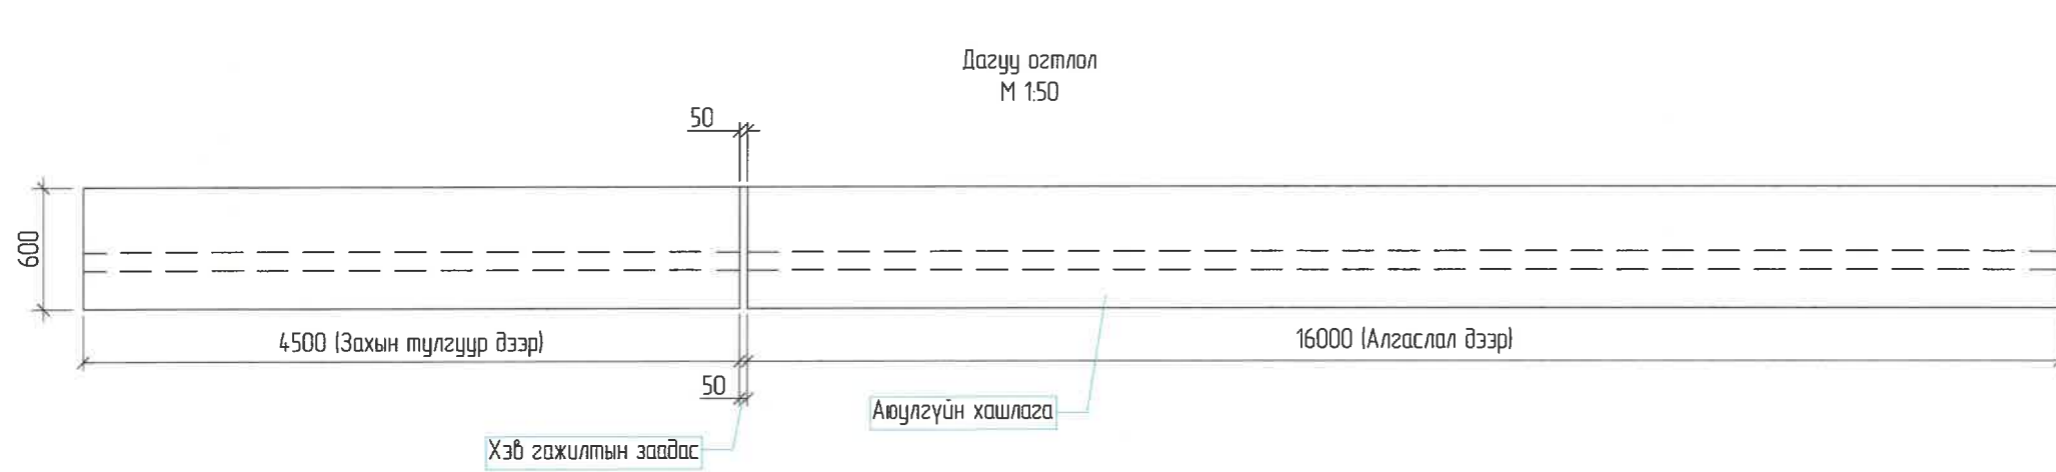 Дагуу огтлол
М 1:50
50
600
4500 (Захын тулгуур дээр)
16000 (Алгаслал дээр)
50
Аюулгүйн хашлага
Хэв гажилтын заадас